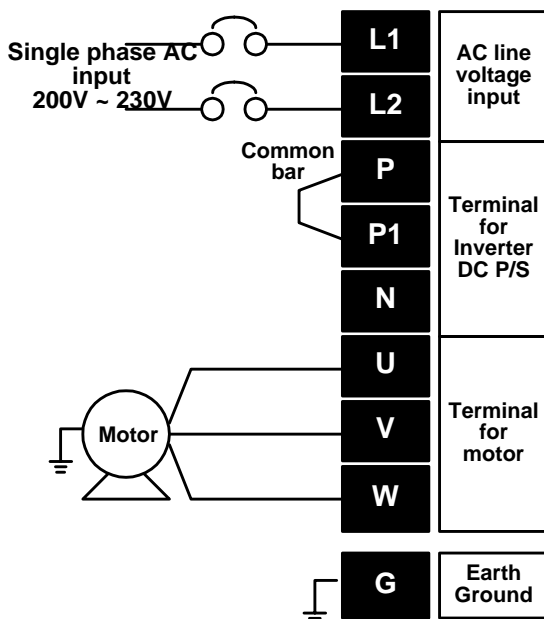 Single phase AC
input
200V ~ 230V
L1
L2
AC line
voltage
input
Common
bar
P
P1
N
Terminal
for
Inverter
DC P/S
Motor
U
V
W
Terminal
for
motor
G
Earth
Ground